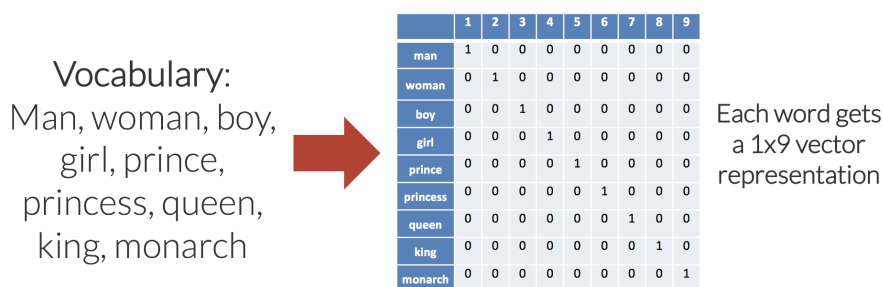 Vocabulary:
Man, woman, boy,
girl, prince,
princess, queen,
king, monarch
1 2 3 4 5 6 7 8 9
man 1 0 0 0 0 0 0 0 0
woman 0 1 0 0 0 0 0 0 0
boy 0 0 1 0 0 0 0 0 0
girl 0 0 0 1 0 0 0 0 0
prince 0 0 0 0 1 0 0 0 0
princess 0 0 0 0 0 1 0 0 0
queen 0 0 0 0 0 0 1 0 0
king 0 0 0 0 0 0 0 1 0
monarch 0 0 0 0 0 0 0 0 1
Each word gets
a 1x9 vector
representation